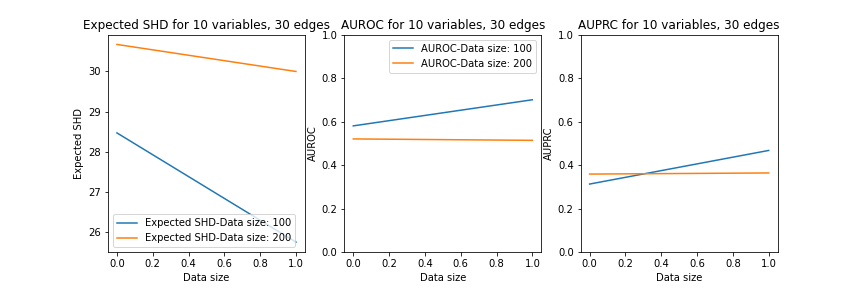 Expected SHD for 10 variables, 30 edges
Expected SHD
30
29
28
27
26
0.0 0.2 0.4 0.6 0.8 1.0
Data size
Expected SHD-Data size: 100
Expected SHD-Data size: 200
AUROC for 10 variables, 30 edges
AUROC
1.0
0.8
0.6
0.4
0.2
0.0
0.0 0.2 0.4 0.6 0.8 1.0
Data size
AUROC-Data size: 100
AUROC-Data size: 200
AUPRC for 10 variables, 30 edges
AUPRC
1.0
0.8
0.6
0.4
0.2
0.0
0.0 0.2 0.4 0.6 0.8 1.0
Data size